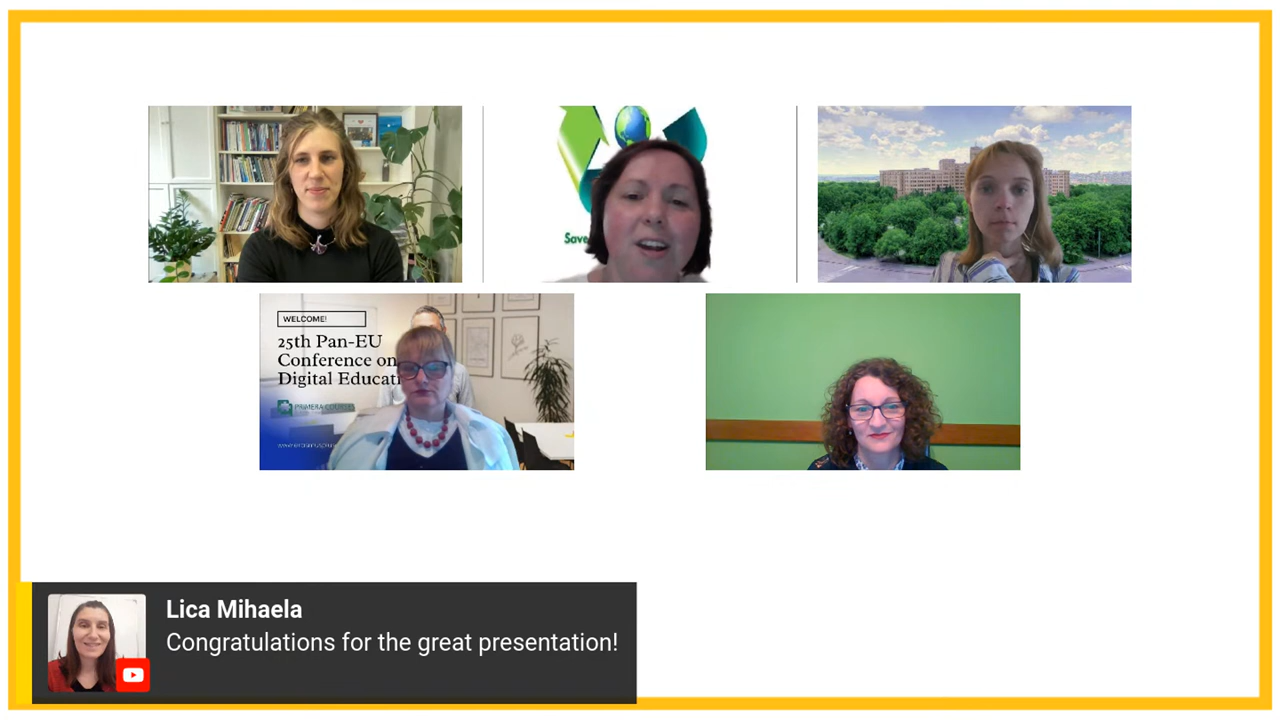 Save
WELCOME!
25th Pan-EU
Conference on
Digital Educati
PRIMERA COURSES
Lica Mihaela
Congratulations for the great presentation!